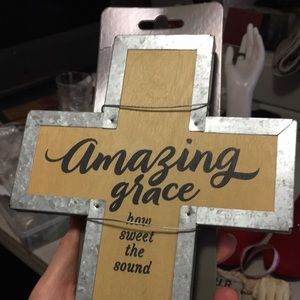 Amazing
grace
how
sweet
the
sound